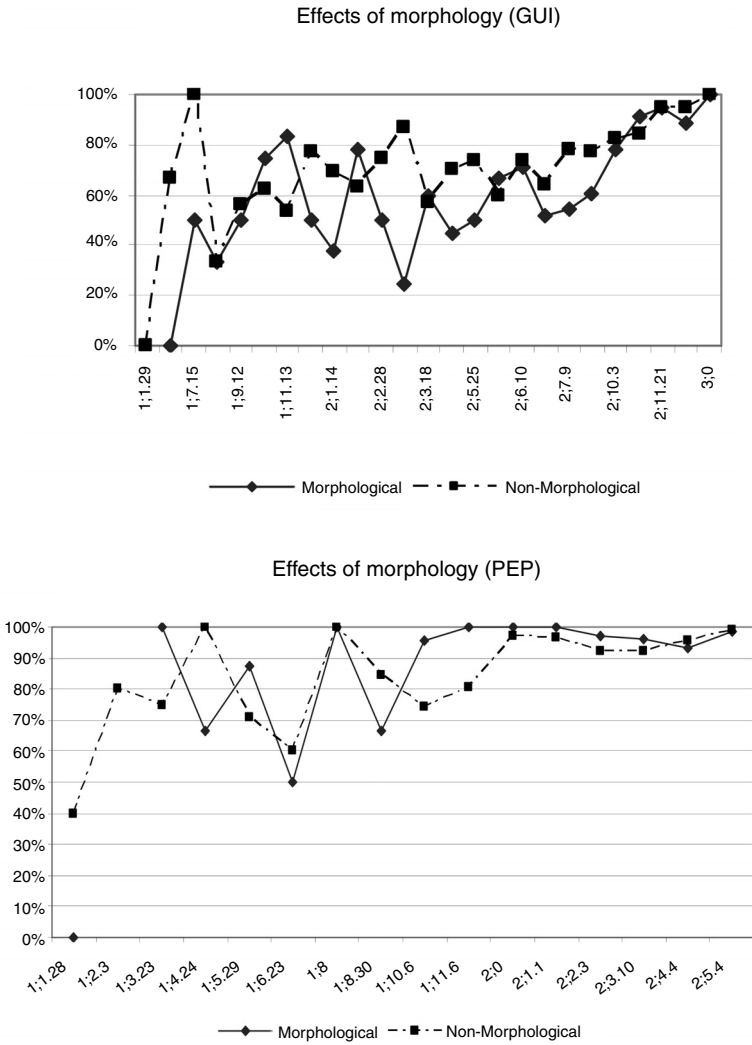 Effects of morphology (GUI)
100%
80%
60%
40%
20%
0%
1;1.29 1;7.15 1;9.12 1;11.13 2;1.14 2;2.28 2;3.18 2;5.25 2;6.10 2;7.9 2;10.3 2;11.21 3;0
Morphological Non-Morphological
Effects of morphology (PEP)
100%
90%
80%
70%
60%
50%
40%
30%
20%
10%
0%
1;1.28 1;2.3 1;3.23 1;4.24 1;5.29 1;6.23 1;8 1;8.30 1;10.6 1;11.6 2:0 2;1.1 2;2.3 2;3.10 2;4.4 2;5.4
Morphological Non-Morphological